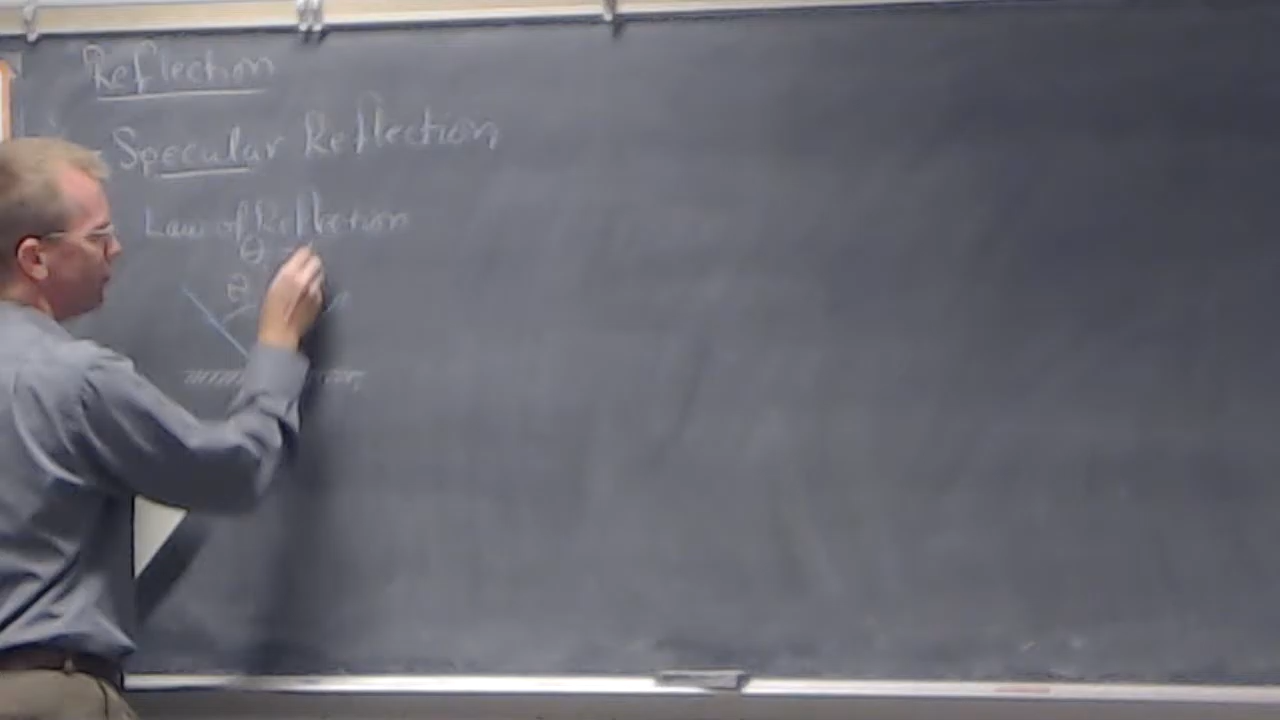 Reflection
- Specular Reflection
Law of Reflection
θ =
θ